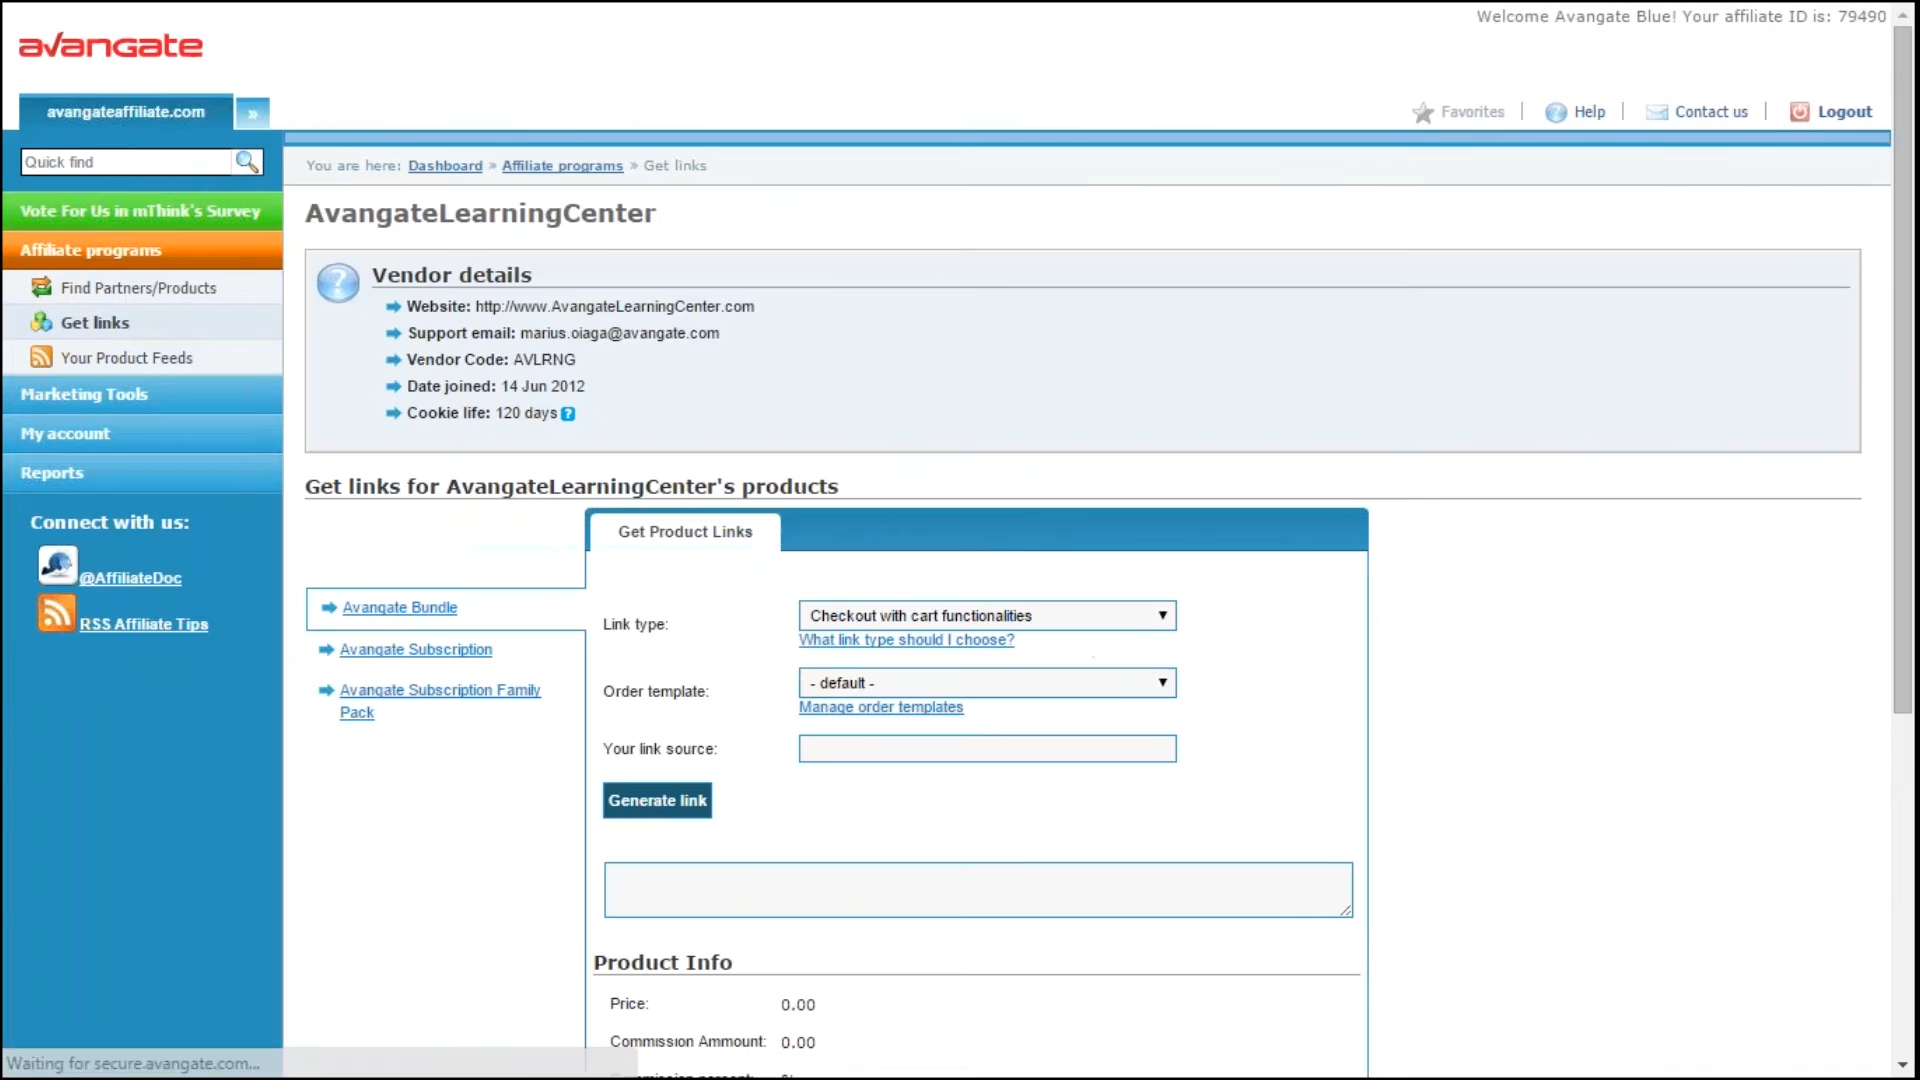 Welcome Avangate Blue! Your affiliate ID is: 79490
avangate
avangateaffiliate.com »
Favorites | Help | Contact us | Logout
Quick find
You are here: Dashboard » Affiliate programs » Get links
Vote For Us in mThink's Survey
Affiliate programs
Find Partners/Products
Get links
Your Product Feeds
Marketing Tools
My account
Reports
Connect with us:
@AffiliateDoc
RSS Affiliate Tips
AvangateLearningCenter
Vendor details
Website: http://www.AvangateLearningCenter.com
Support email: marius.oiaga@avangate.com
Vendor Code: AVLRNG
Date joined: 14 Jun 2012
Cookie life: 120 days ?
Get links for AvangateLearningCenter's products
Get Product Links
Avangate Bundle
Avangate Subscription
Avangate Subscription Family
Pack
Link type: Checkout with cart functionalities
What link type should I choose?
Order template: - default -
Manage order templates
Your link source:
Generate link
Product Info
Price: 0.00
Commission Ammount: 0.00
Waiting for secure.avangate.com...